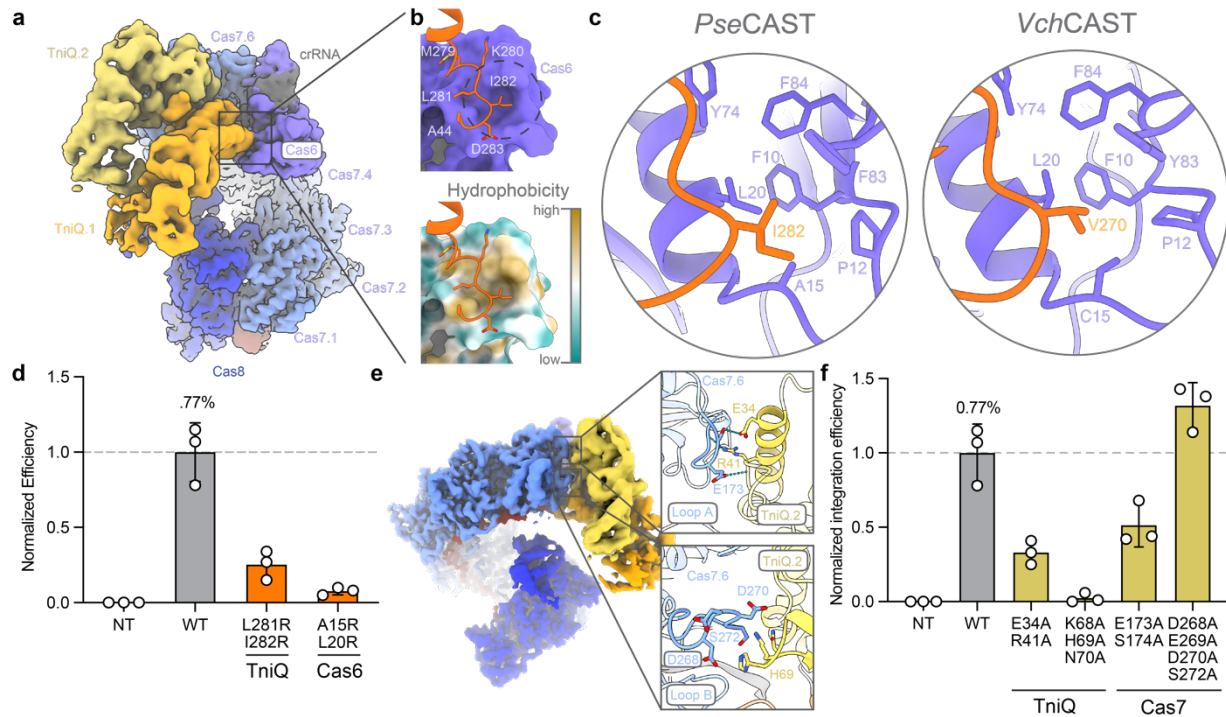 a
TniQ.2
Cas7.6
crRNA
Cas6
Cas7.4
TniQ.1
Cas7.3
Cas7.2
Cas7.1
Cas8
b
M279
K280
Cas6
I282
L281
A44
D283
Hydrophobicity
high
low
c
PseCAST
VchCAST
Y74
F84
L20
F10
F83
I282
P12
A15
Y74
F84
L20
F10
Y83
V270
P12
C15
d
Normalized Efficiency
1.5
1.0
0.5
0.0
.77%
NT
WT
L281R
I282R
A15R
L20R
TniQ
Cas6
e
Cas7.6
E34
R41
E173
Loop A
TniQ.2
TniQ.2
Cas7.6
D270
S272
D268
H69
Loop B
f
Normalized integration efficiency
1.5
1.0
0.5
0.0
0.77%
NT
WT
E34A
R41A
K68A
H69A
N70A
E173A
S174A
D268A
E269A
D270A
S272A
TniQ
Cas7